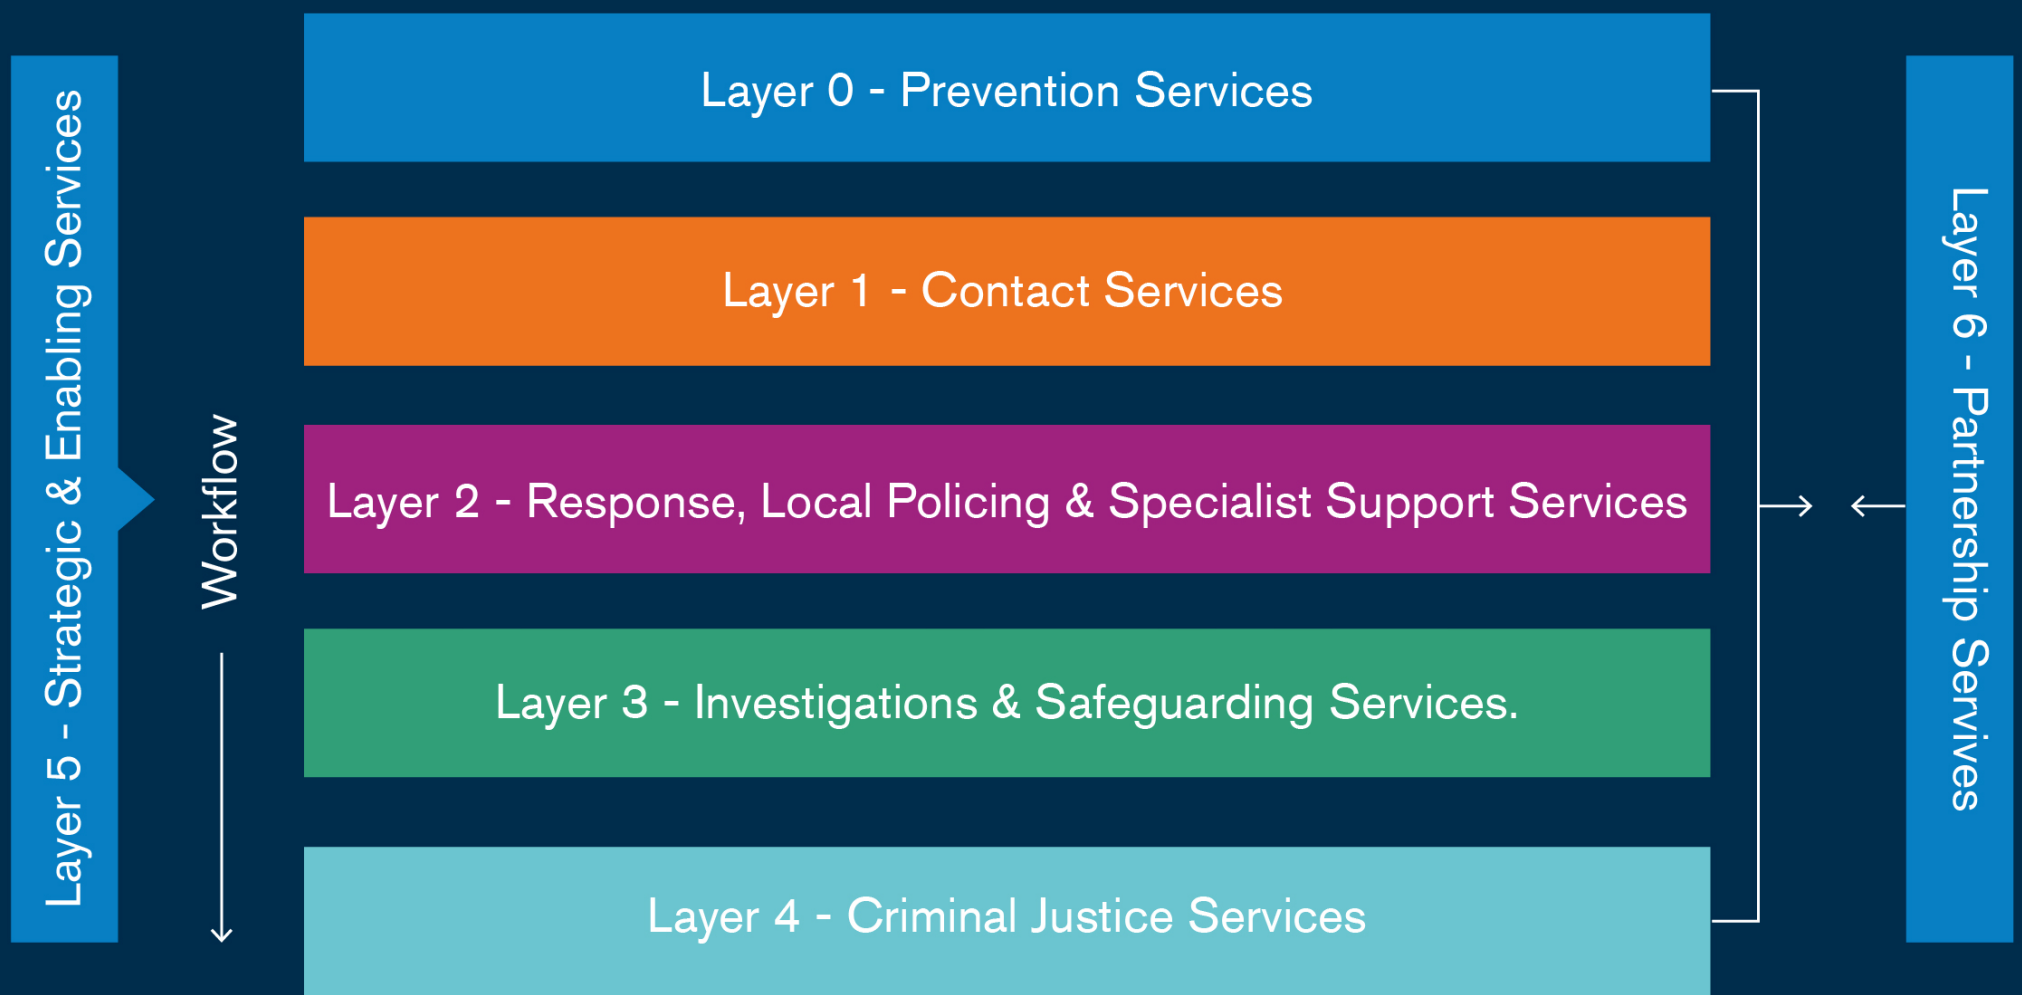 Layer 5 - Strategic & Enabling Services
Workflow
Layer 0 - Prevention Services
Layer 1 - Contact Services
Layer 2 - Response, Local Policing & Specialist Support Services
Layer 3 - Investigations & Safeguarding Services.
Layer 4 - Criminal Justice Services
Layer 6 - Partnership Servives